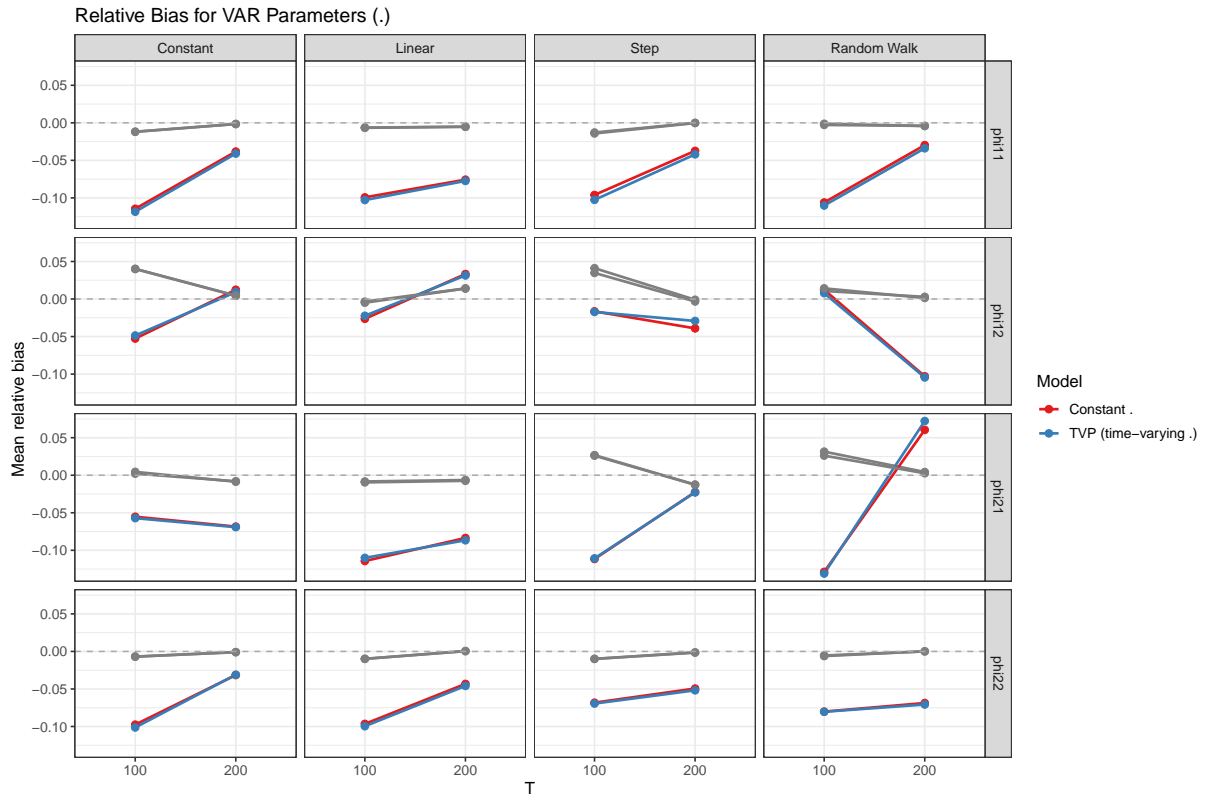 Relative Bias for VAR Parameters (.)
Constant
Linear
Step
Random Walk
0.05
0.00
−0.05
−0.10
phi11
0.05
0.00
−0.05
−0.10
phi12
0.05
0.00
−0.05
−0.10
phi21
0.05
0.00
−0.05
−0.10
phi22
Mean relative bias
100 200
100 200
100 200
100 200
T
Model
Constant .
TVP (time−varying .)